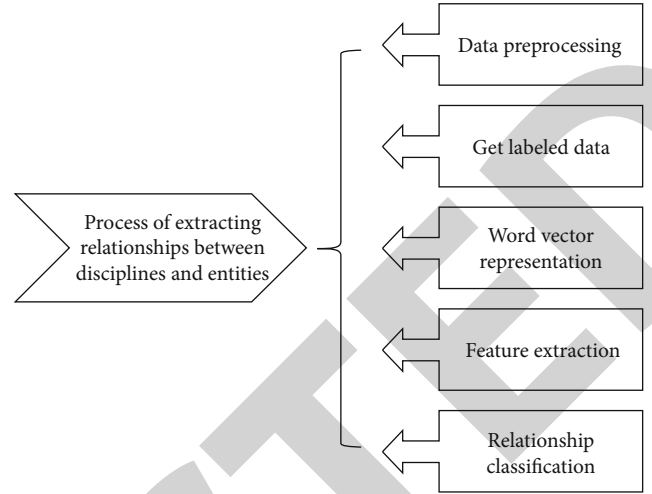 Data preprocessing
Get labeled data
Process of extracting
relationships between
disciplines and entities
Word vector
representation
Feature extraction
Relationship
classification